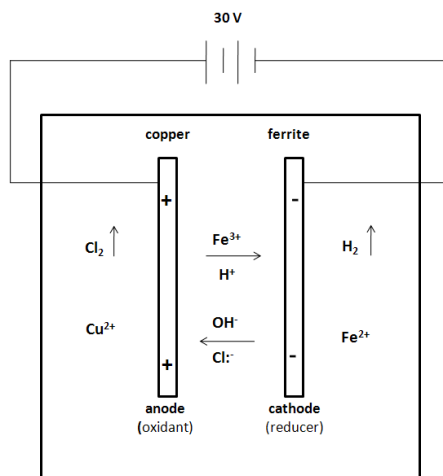 30 V
copper
ferrite
+
-
Cl₂
Fe³⁺
H⁺
H₂
Cu²⁺
OH⁻
Cl:⁻
Fe²⁺
+
-
anode
(oxidant)
cathode
(reducer)